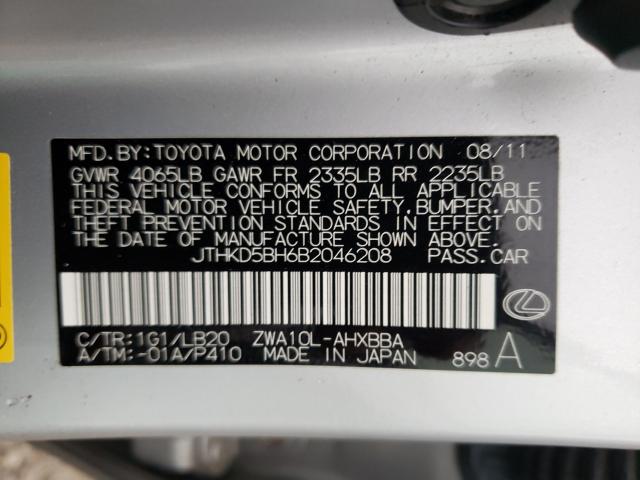 MFD.BY:TOYOTA MOTOR CORPORATION 08/11
GVWR 4065LB GAWR FR 2335LB RR 2235LB
THIS VEHICLE CONFORMS TO ALL APPLICABLE
FEDERAL MOTOR VEHICLE SAFETY,BUMPER,AND
THEFT PREVENTION STANDARDS IN EFFECT
ON THE DATE OF MANUFACTURE SHOWN ABOVE.
JTHKD5BH6B2046208 PASS.CAR
C/TR:1G1/LB20 ZWA10L-AHXBBA
A/TM:-01A/P410 MADE IN JAPAN 898 A